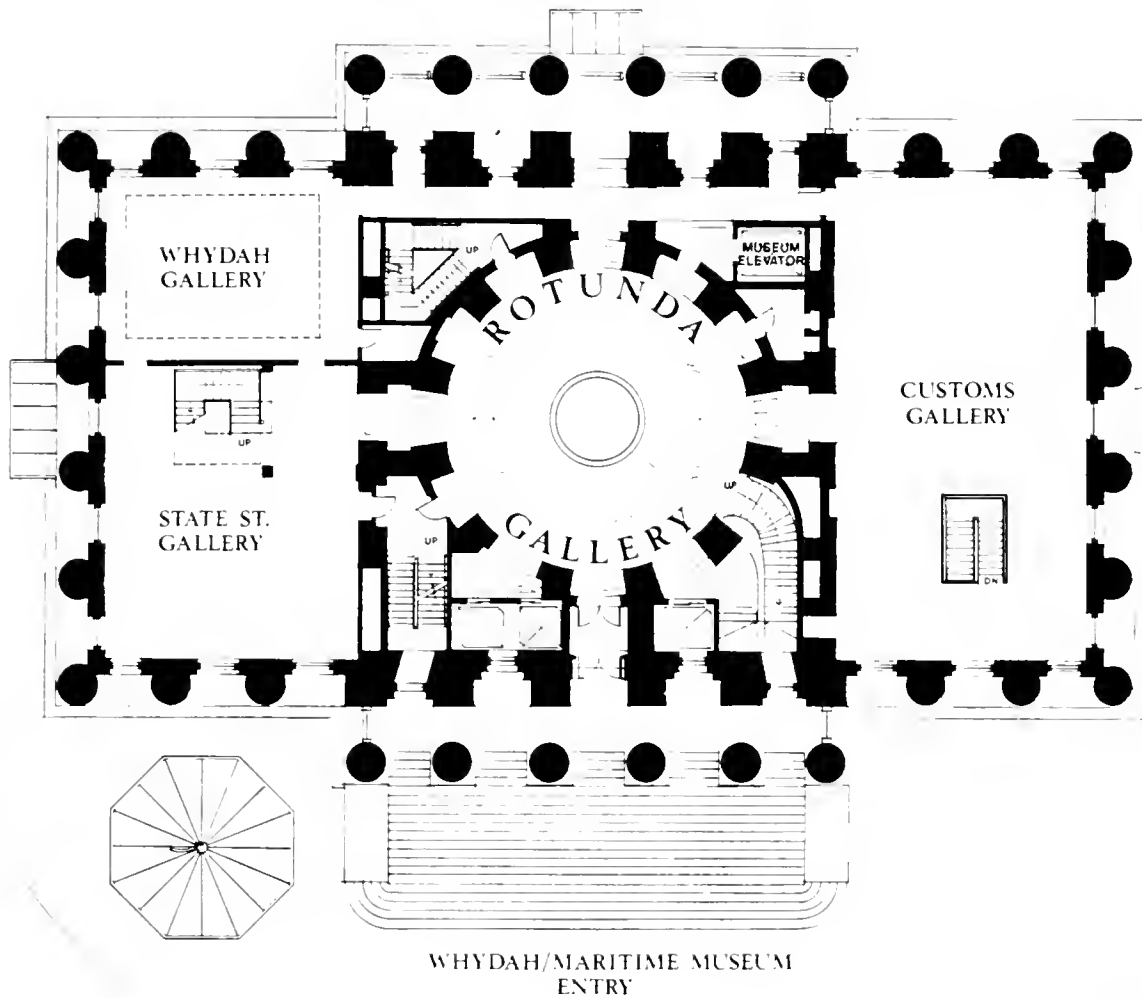 WHYDAH
GALLERY
UP
MUSEUM
ELEVATOR
ROTUNDA
GALLERY
CUSTOMS
GALLERY
UP
STATE ST.
GALLERY
UP
UP
DN
WHYDAH/MARITIME MUSEUM
ENTRY